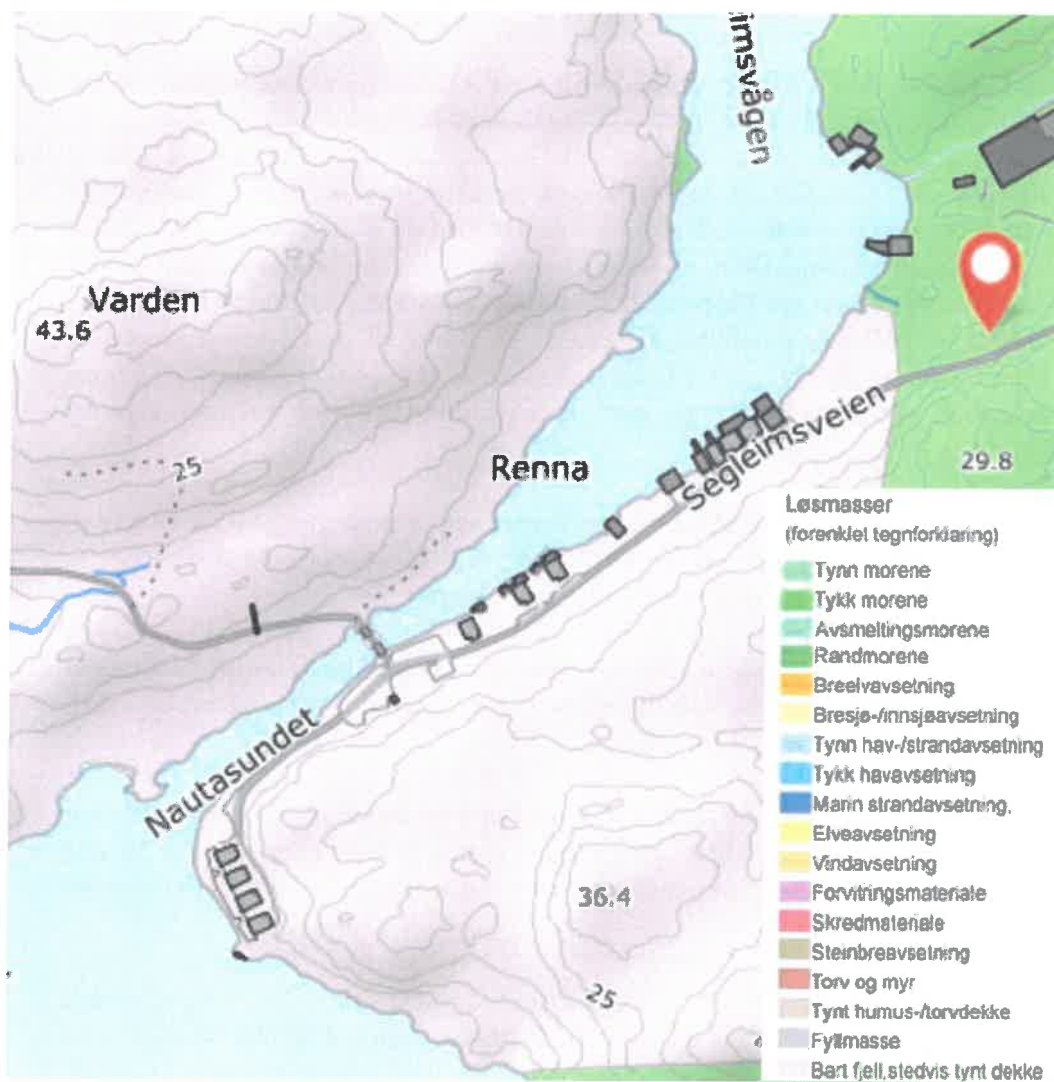 imsvågen
Varden
43.6
25
Renna
Segleimsveien
29.8
Nautasundet
36.4
25
Løsmasser
(forenklet tegnforklaring)
Tynn morene
Tykk morene
Avsmeltingsmorene
Randmorene
Breelvavsetning
Bresjø-/innsjøavsetning
Tynn hav-/strandavsetning
Tykk havavsetning
Marin strandavsetning,
Elveavsetning
Vindavsetning
Forvitringsmateriale
Skredmateriale
Steinbreavsetning
Torv og myr
Tynt humus-/torvdekke
Fyllmasse
Bart fjell,stedvis tynt dekke